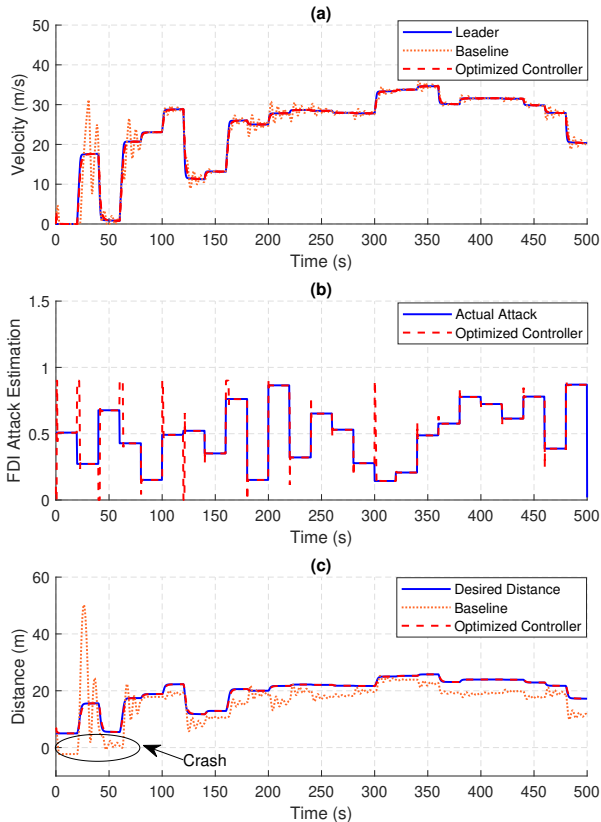 (a)
Velocity (m/s)
50
40
30
20
10
0
Leader
Baseline
Optimized Controller
0 50 100 150 200 250 300 350 400 450 500
Time (s)
(b)
FDI Attack Estimation
1.5
1
0.5
0
Actual Attack
Optimized Controller
0 50 100 150 200 250 300 350 400 450 500
Time (s)
(c)
Distance (m)
60
40
20
0
Desired Distance
Baseline
Optimized Controller
Crash
0 50 100 150 200 250 300 350 400 450 500
Time (s)